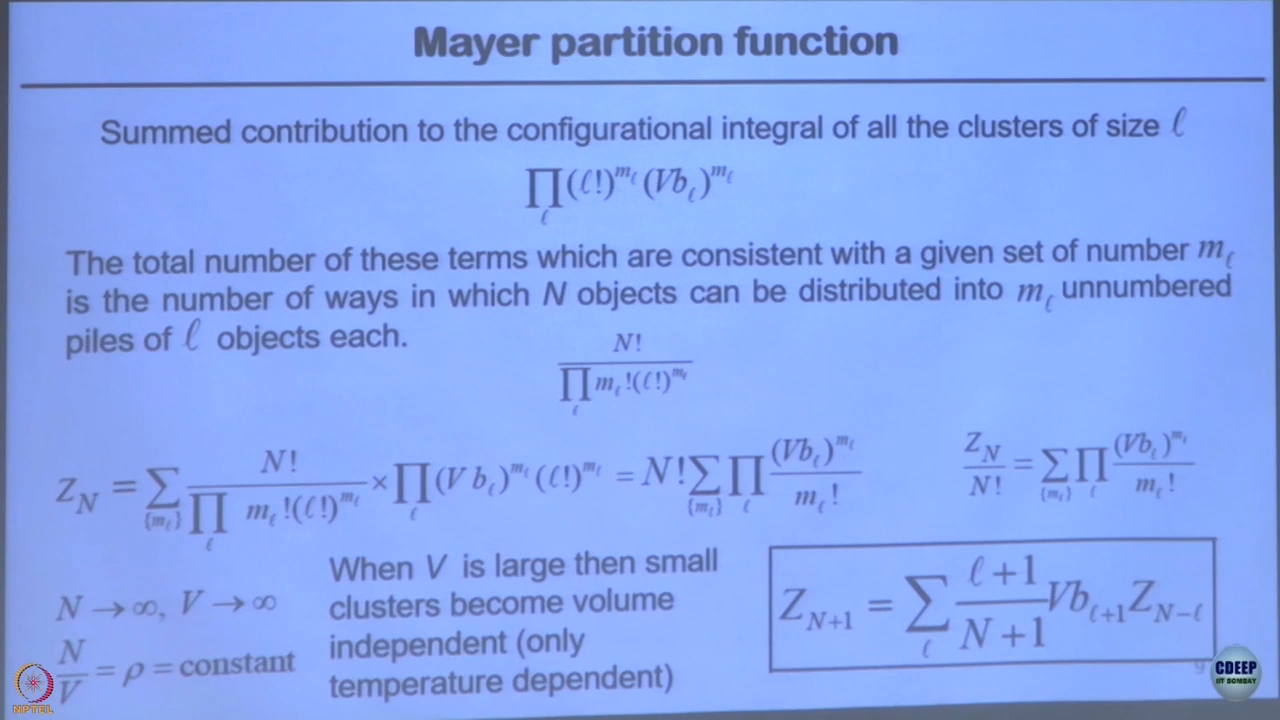 Mayer partition function
Summed contribution to the configurational integral of all the clusters of size ℓ
∏_ℓ (ℓ!)^{m_ℓ} (Vb_ℓ)^{m_ℓ}
The total number of these terms which are consistent with a given set of number m_ℓ
is the number of ways in which N objects can be distributed into m_ℓ unnumbered
piles of ℓ objects each.
N! / ∏_ℓ m_ℓ!(ℓ!)^{m_ℓ}
Z_N = ∑_{{m_ℓ}} N! / ∏_ℓ m_ℓ!(ℓ!)^{m_ℓ} × ∏_ℓ (V b_ℓ)^{m_ℓ} (ℓ!)^{m_ℓ} = N! ∑_{{m_ℓ}} ∏_ℓ (Vb_ℓ)^{m_ℓ} / m_ℓ!
Z_N / N! = ∑_{{m_ℓ}} ∏_ℓ (Vb_ℓ)^{m_ℓ} / m_ℓ!
N → ∞, V → ∞
N / V = ρ = constant
When V is large then small
clusters become volume
independent (only
temperature dependent)
Z_{N+1} = ∑_ℓ (ℓ+1) / (N+1) Vb_{ℓ+1} Z_{N−ℓ}
NPTEL
9
CDEEP
IIT BOMBAY